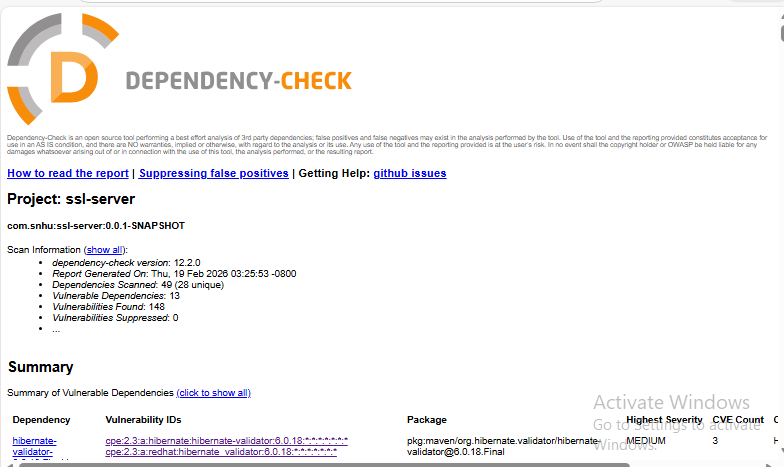 DEPENDENCY-CHECK
Dependency-Check is an open source tool performing a best effort analysis of 3rd party dependencies; false positives and false negatives may exist in the analysis performed by the tool. Use of the tool and the reporting provided constitutes acceptance for
use in an AS IS condition, and there are NO warranties, implied or otherwise, with regard to the analysis or its use. Any use of the tool and the reporting provided is at the user's risk. In no event shall the copyright holder or OWASP be held liable for any
damages whatsoever arising out of or in connection with the use of this tool, the analysis performed, or the resulting report.
How to read the report | Suppressing false positives | Getting Help: github issues
Project: ssl-server
com.snhu:ssl-server:0.0.1-SNAPSHOT
Scan Information (show all):
• dependency-check version: 12.2.0
• Report Generated On: Thu, 19 Feb 2026 03:25:53 -0800
• Dependencies Scanned: 49 (28 unique)
• Vulnerable Dependencies: 13
• Vulnerabilities Found: 148
• Vulnerabilities Suppressed: 0
• ...
Summary
Summary of Vulnerable Dependencies (click to show all)
Activate Windows
Go to Settings to activate
Windows.
Dependency Vulnerability IDs Package Highest Severity CVE Count
hibernate- cpe:2.3:a:hibernate:hibernate-validator:6.0.18:*:*:*:*:*:*:* pkg:maven/org.hibernate.validator/hibernate- MEDIUM 3
validator- cpe:2.3:a:redhat:hibernate_validator:6.0.18:*:*:*:*:*:*:* validator@6.0.18.Final